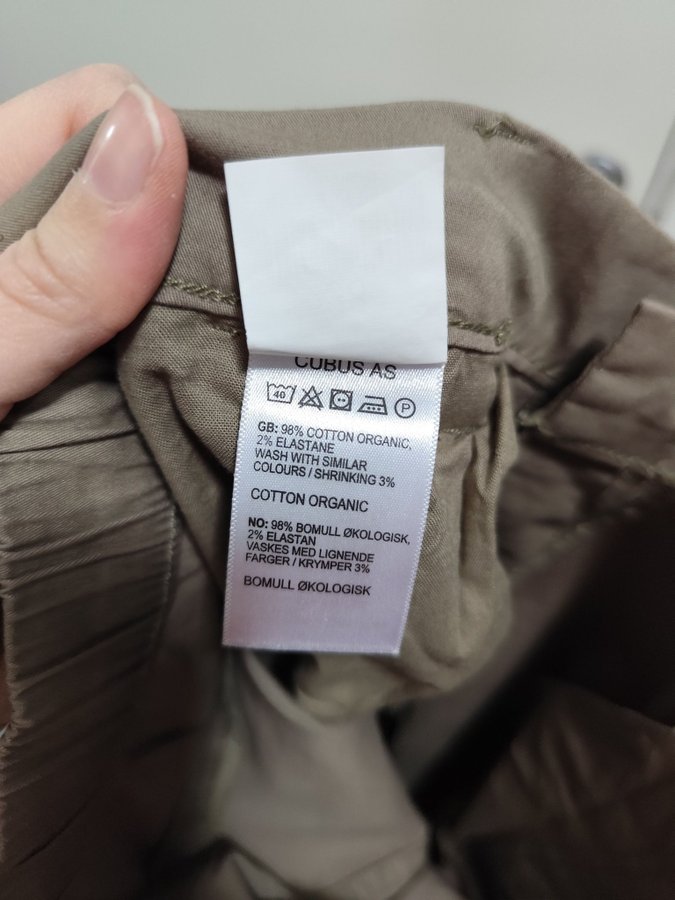 CUBUS AS
40 P
GB: 98% COTTON ORGANIC,
2% ELASTANE
WASH WITH SIMILAR
COLOURS / SHRINKING 3%
COTTON ORGANIC
NO: 98% BOMULL ØKOLOGISK,
2% ELASTAN
VASKES MED LIGNENDE
FARGER / KRYMPER 3%
BOMULL ØKOLOGISK